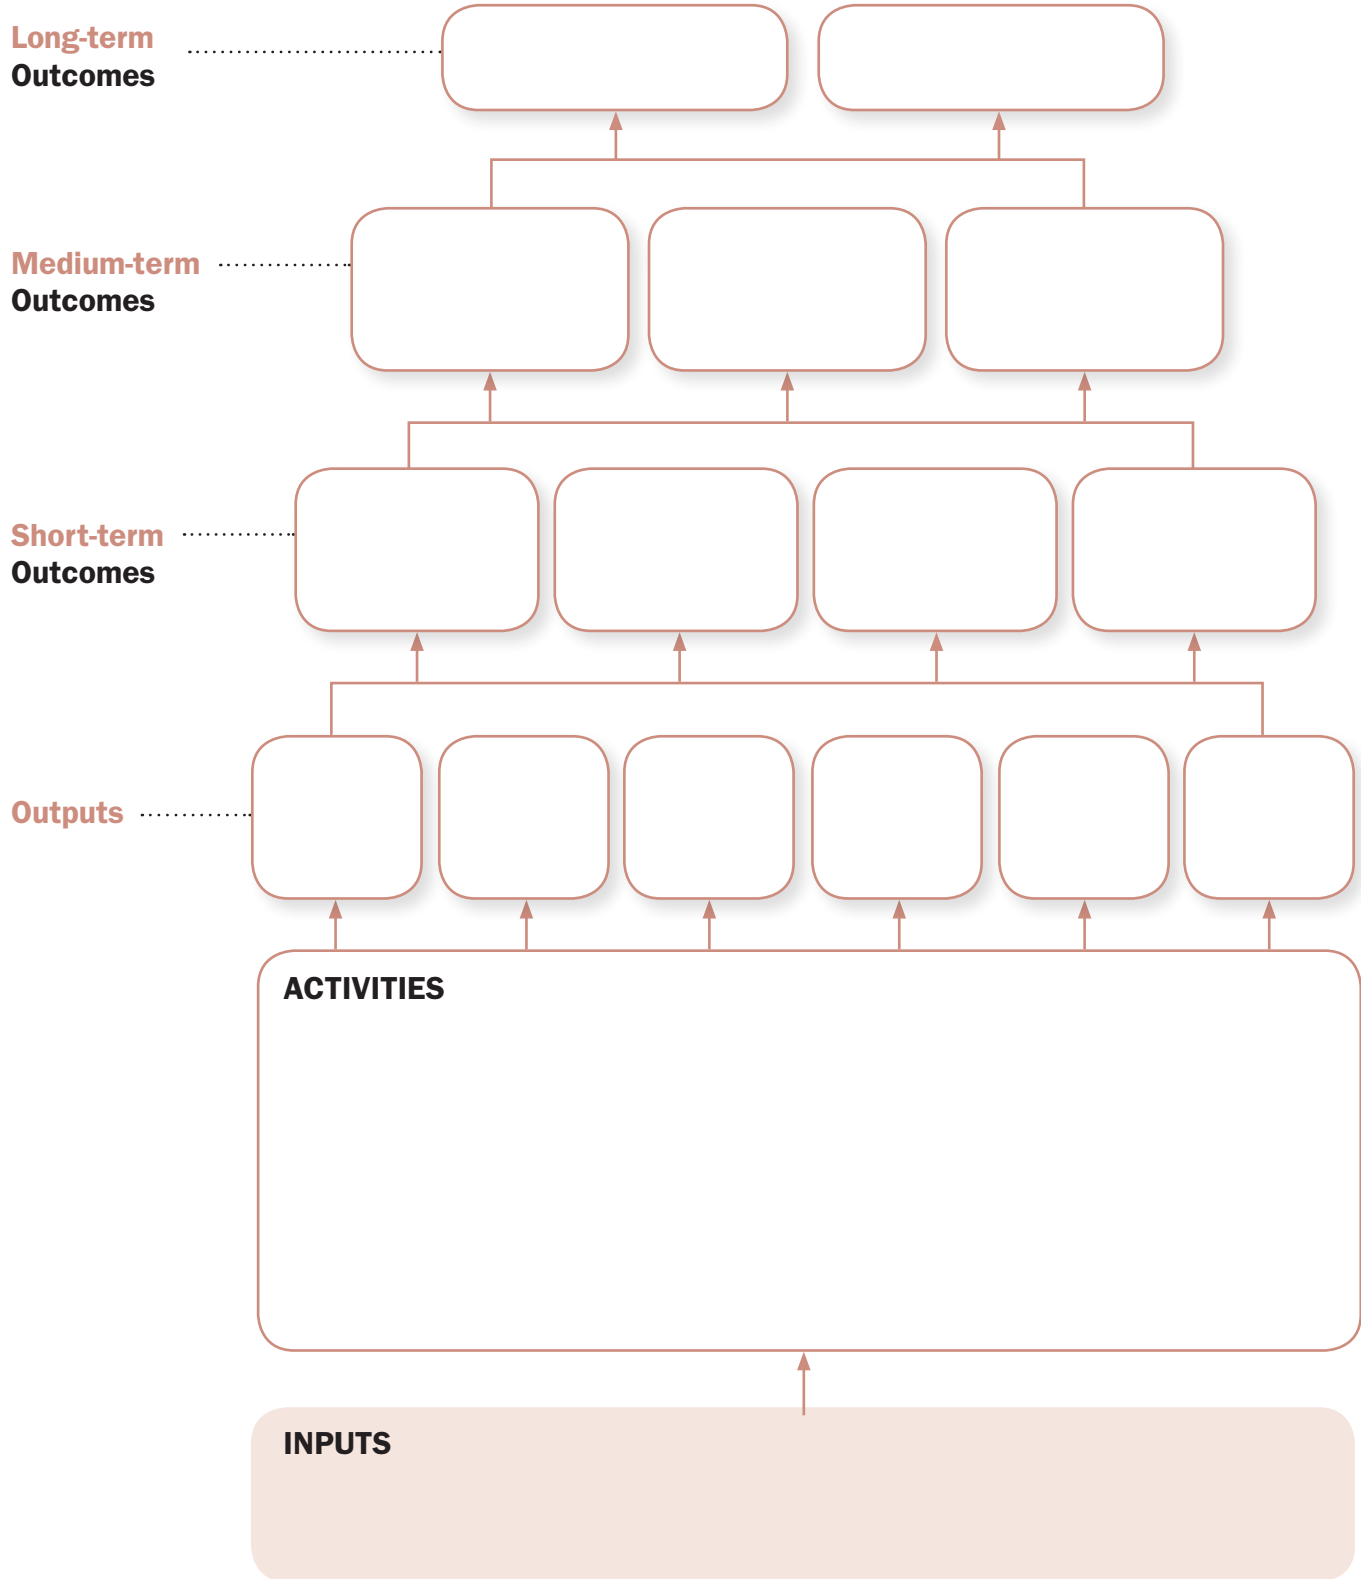 Long-term
Outcomes
Medium-term
Outcomes
Short-term
Outcomes
Outputs
ACTIVITIES
INPUTS